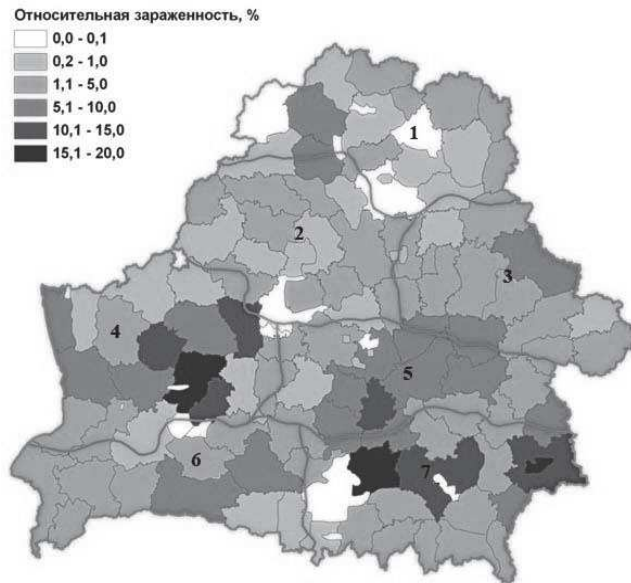 Относительная зараженность, %
0,0 - 0,1
0,2 - 1,0
1,1 - 5,0
5,1 - 10,0
10,1 - 15,0
15,1 - 20,0
1
2
3
4
5
6
7